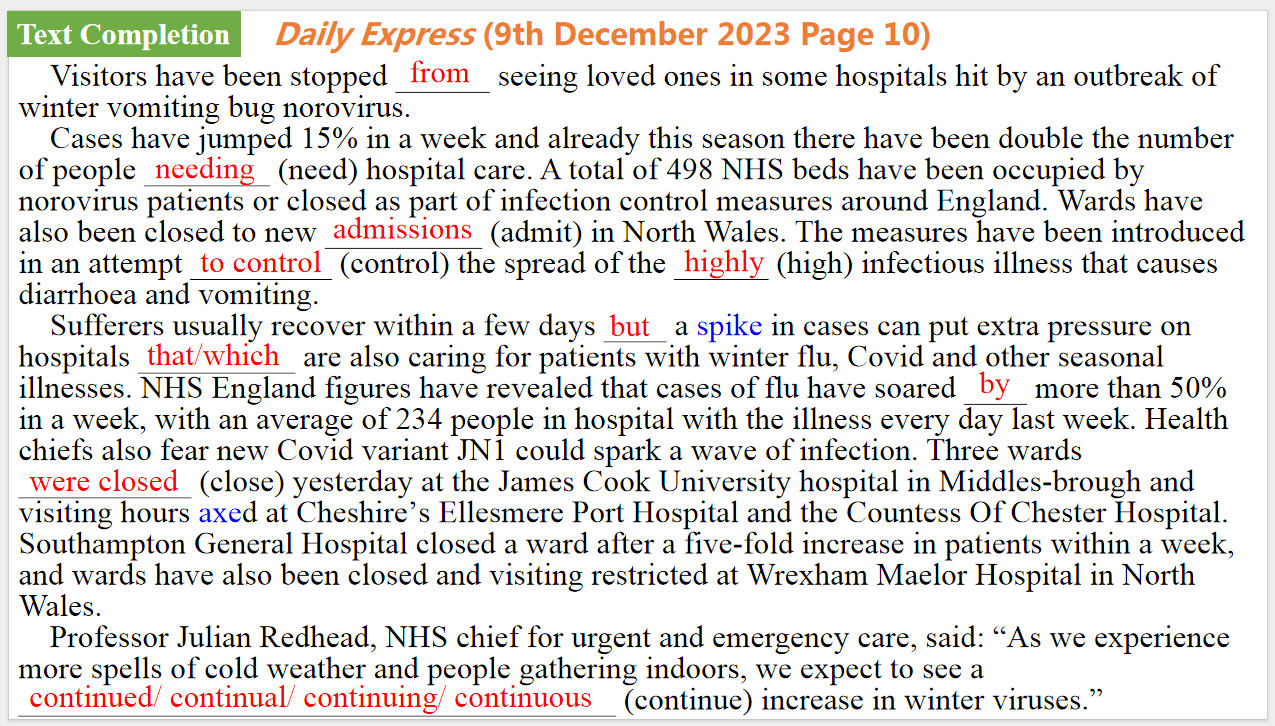 Text Completion Daily Express (9th December 2023 Page 10)
Visitors have been stopped from seeing loved ones in some hospitals hit by an outbreak of
winter vomiting bug norovirus.
Cases have jumped 15% in a week and already this season there have been double the number
of people needing (need) hospital care. A total of 498 NHS beds have been occupied by
norovirus patients or closed as part of infection control measures around England. Wards have
also been closed to new admissions (admit) in North Wales. The measures have been introduced
in an attempt to control (control) the spread of the highly (high) infectious illness that causes
diarrhoea and vomiting.
Sufferers usually recover within a few days but a spike in cases can put extra pressure on
hospitals that/which are also caring for patients with winter flu, Covid and other seasonal
illnesses. NHS England figures have revealed that cases of flu have soared by more than 50%
in a week, with an average of 234 people in hospital with the illness every day last week. Health
chiefs also fear new Covid variant JN1 could spark a wave of infection. Three wards
were closed (close) yesterday at the James Cook University hospital in Middles-brough and
visiting hours axed at Cheshire’s Ellesmere Port Hospital and the Countess Of Chester Hospital.
Southampton General Hospital closed a ward after a five-fold increase in patients within a week,
and wards have also been closed and visiting restricted at Wrexham Maelor Hospital in North
Wales.
Professor Julian Redhead, NHS chief for urgent and emergency care, said: “As we experience
more spells of cold weather and people gathering indoors, we expect to see a
continued/ continual/ continuing/ continuous (continue) increase in winter viruses.”